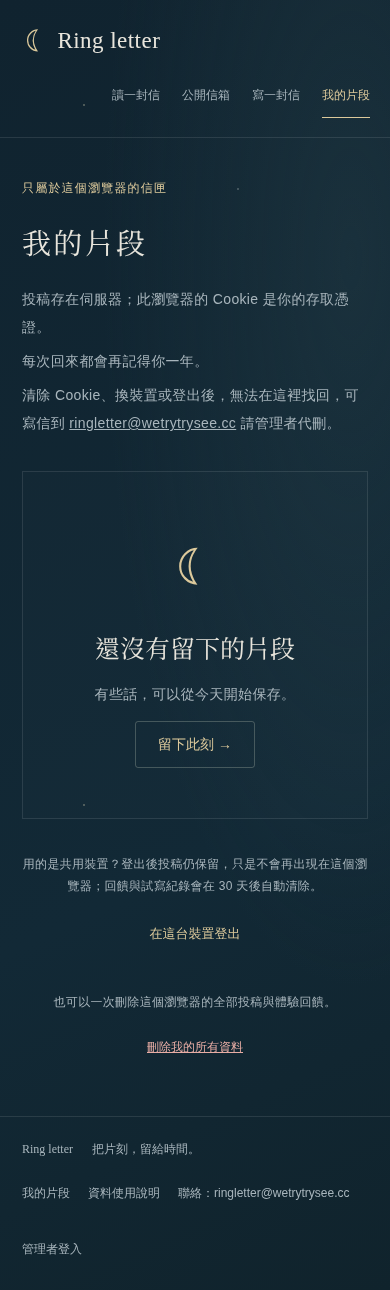 Ring letter
讀一封信 公開信箱 寫一封信 我的片段
只屬於這個瀏覽器的信匣
我的片段
投稿存在伺服器；此瀏覽器的 Cookie 是你的存取憑
證。
每次回來都會再記得你一年。
清除 Cookie、換裝置或登出後，無法在這裡找回，可
寫信到 ringletter@wetrytrysee.cc 請管理者代刪。
還沒有留下的片段
有些話，可以從今天開始保存。
留下此刻 →
用的是共用裝置？登出後投稿仍保留，只是不會再出現在這個瀏
覽器；回饋與試寫紀錄會在 30 天後自動清除。
在這台裝置登出
也可以一次刪除這個瀏覽器的全部投稿與體驗回饋。
刪除我的所有資料
Ring letter 把片刻，留給時間。
我的片段 資料使用說明 聯絡：ringletter@wetrytrysee.cc
管理者登入